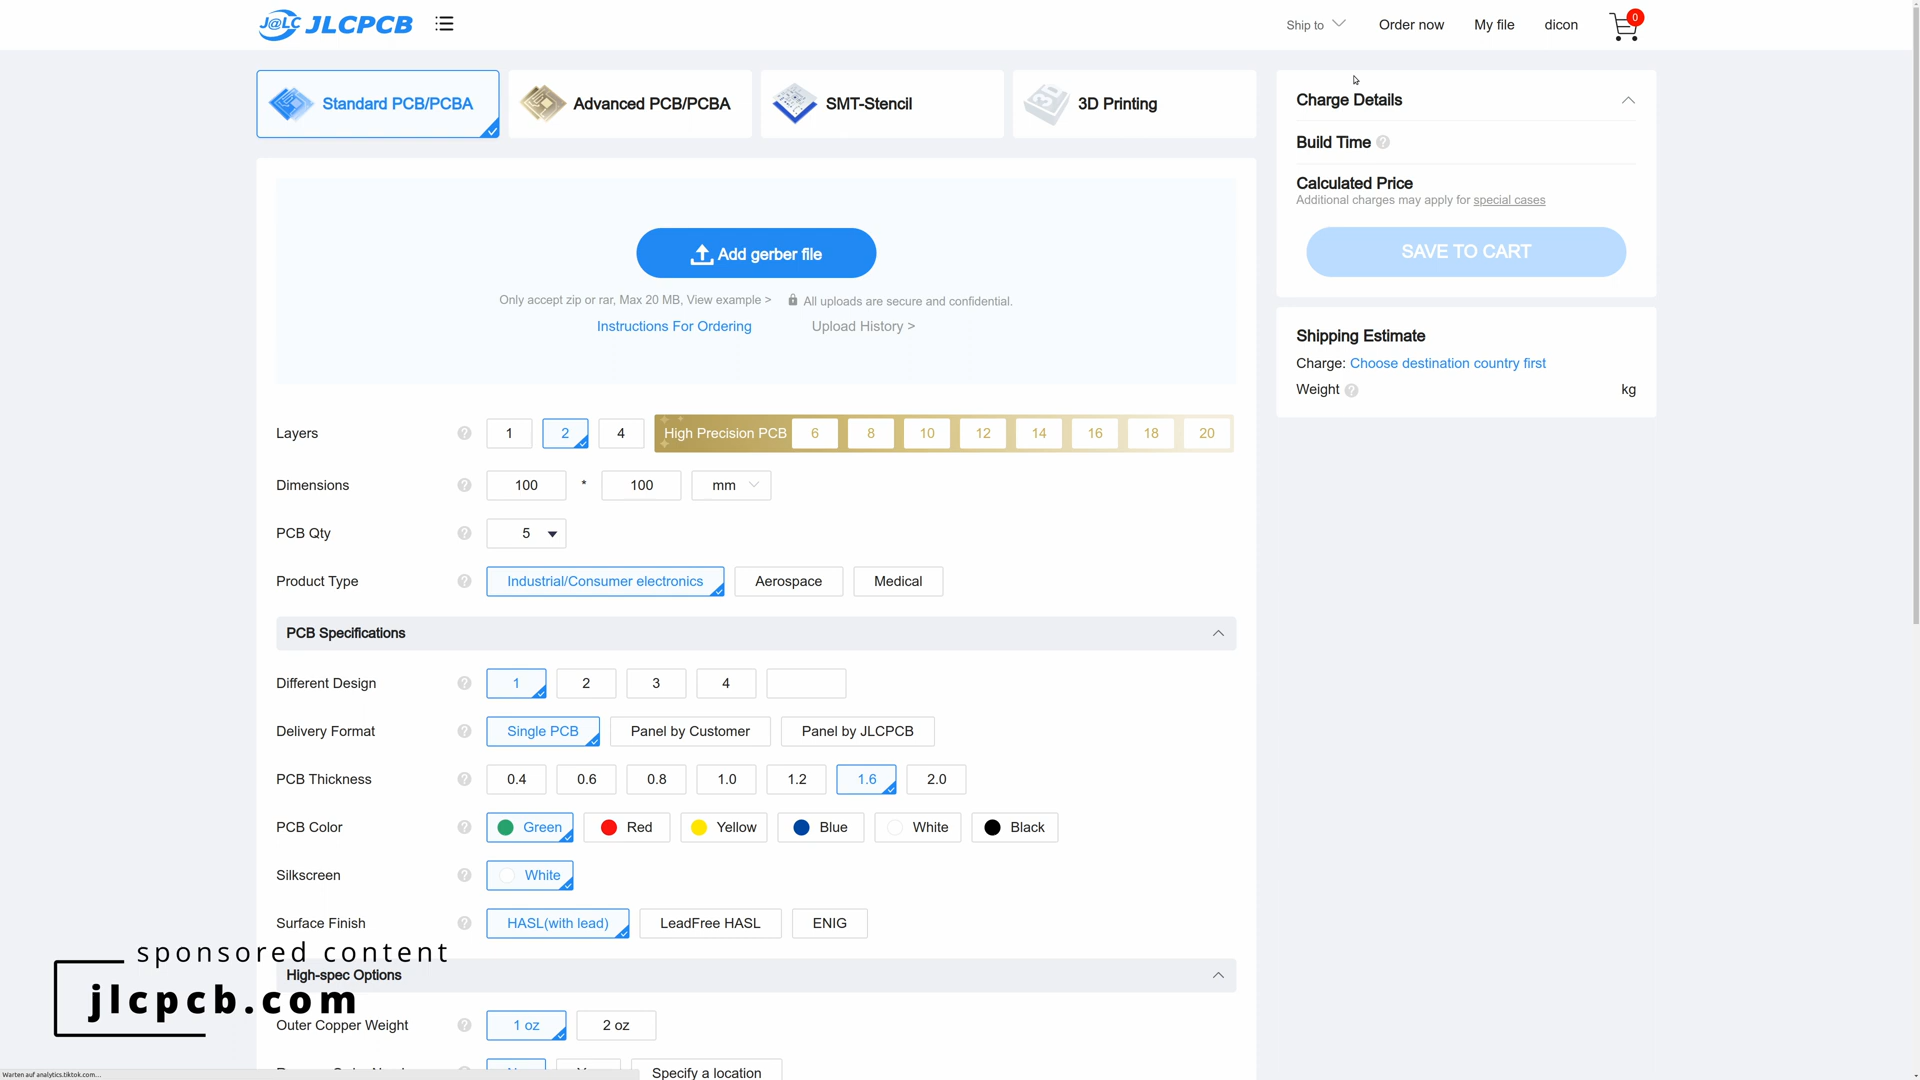 J@LC JLCPCB
Ship to
Order now
My file
dicon
0
Standard PCB/PCBA
Advanced PCB/PCBA
SMT-Stencil
3D Printing
Charge Details
Build Time ?
Calculated Price
Additional charges may apply for special cases
SAVE TO CART
Add gerber file
Only accept zip or rar, Max 20 MB, View example >
All uploads are secure and confidential.
Instructions For Ordering
Upload History >
Shipping Estimate
Charge: Choose destination country first
Weight ? kg
Layers ? 1 2 4 High Precision PCB 6 8 10 12 14 16 18 20
Dimensions ? 100 * 100 mm
PCB Qty ? 5
Product Type ? Industrial/Consumer electronics Aerospace Medical
PCB Specifications
Different Design ? 1 2 3 4
Delivery Format ? Single PCB Panel by Customer Panel by JLCPCB
PCB Thickness ? 0.4 0.6 0.8 1.0 1.2 1.6 2.0
PCB Color ? Green Red Yellow Blue White Black
Silkscreen ? White
Surface Finish ? HASL(with lead) LeadFree HASL ENIG
sponsored content
High-spec Options
jlcpcb.com
Outer Copper Weight ? 1 oz 2 oz
Specify a location
Warten auf analytics.tiktok.com...